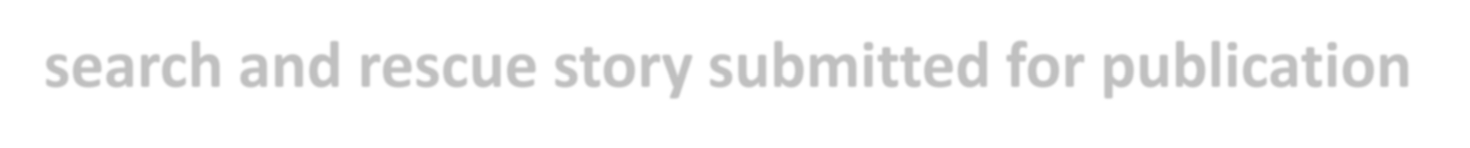 search and rescue story submitted for publication